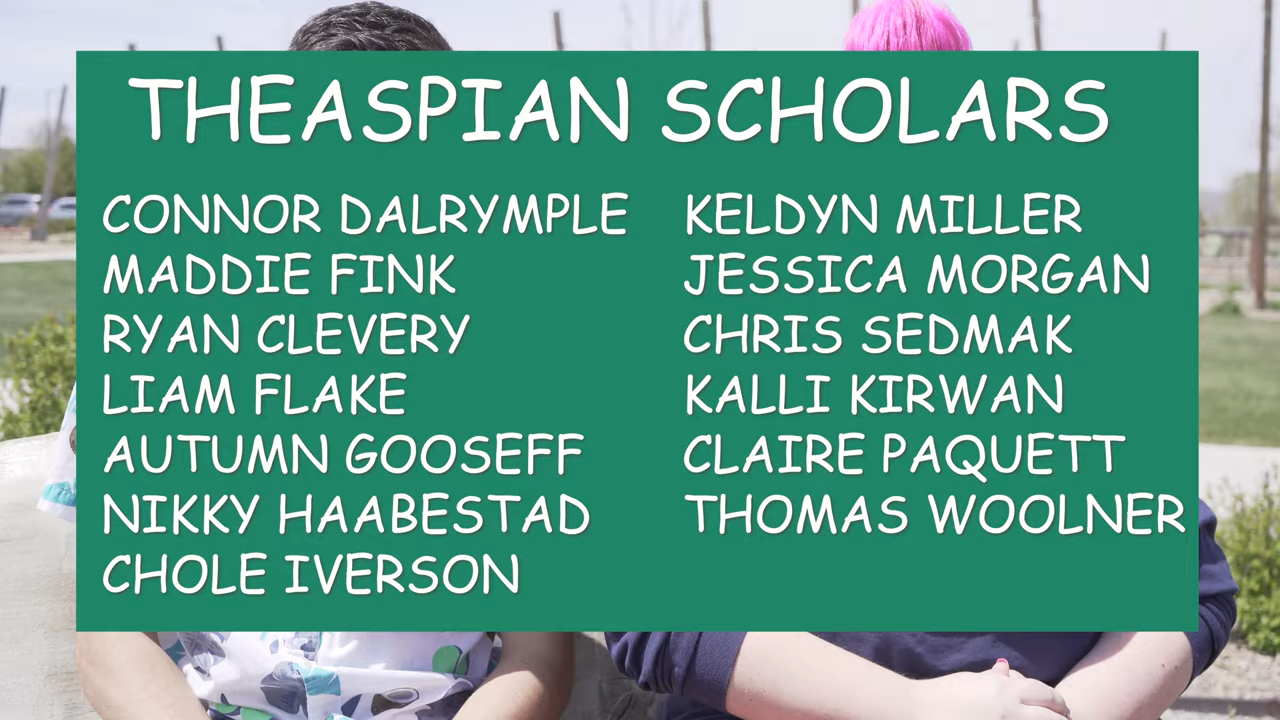 THEASPIAN SCHOLARS
CONNOR DALRYMPLE
MADDIE FINK
RYAN CLEVERY
LIAM FLAKE
AUTUMN GOOSEFF
NIKKY HAABESTAD
CHOLE IVERSON
KELDYN MILLER
JESSICA MORGAN
CHRIS SEDMAK
KALLI KIRWAN
CLAIRE PAQUETT
THOMAS WOOLNER